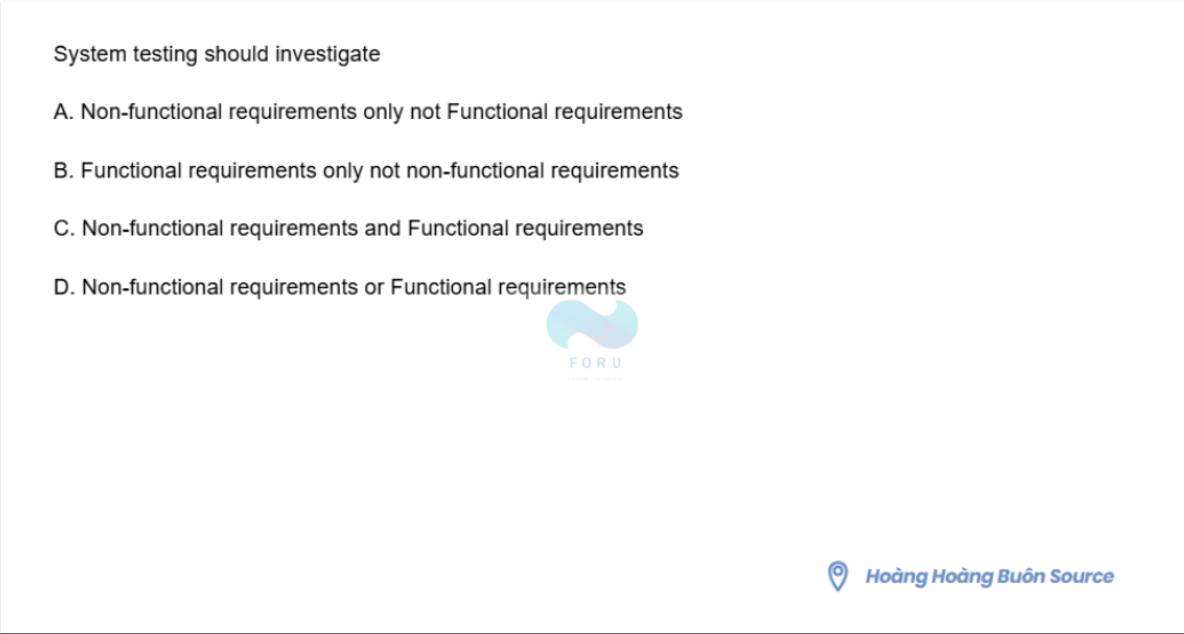 System testing should investigate
A. Non-functional requirements only not Functional requirements
B. Functional requirements only not non-functional requirements
C. Non-functional requirements and Functional requirements
D. Non-functional requirements or Functional requirements
FORU
Hoàng Hoàng Buôn Source